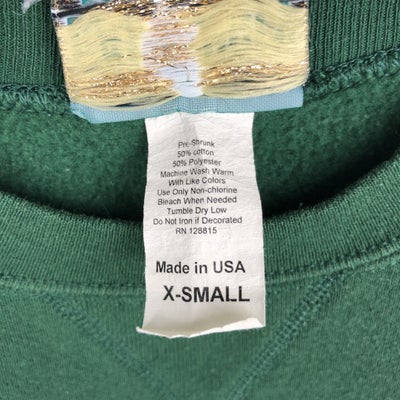 Pre-Shrunk
50% cotton
50% Polyester
Machine Wash Warm
With Like Colors
Use Only Non-chlorine
Bleach When Needed
Tumble Dry Low
Do Not Iron if Decorated
RN 128815
Made in USA
X-SMALL